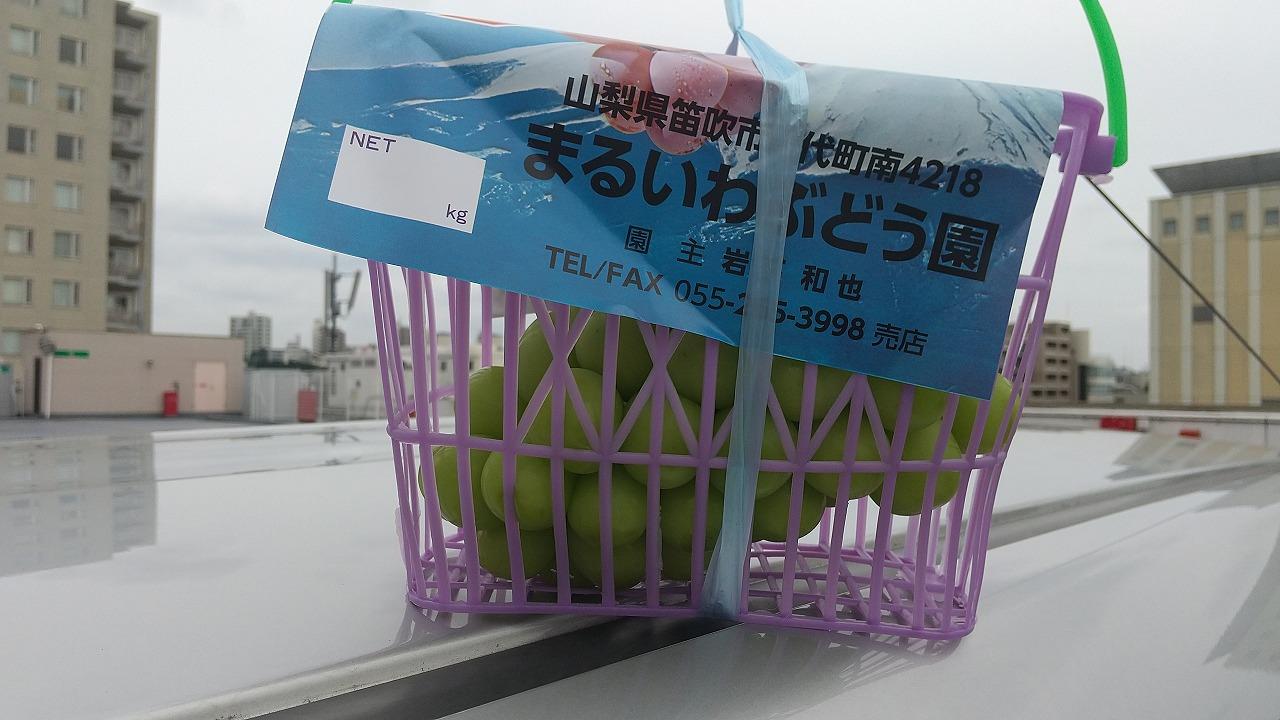 山梨県笛吹市 代町南4218
まるいわぶどう園
NET
kg
園主 岩 和也
TEL/FAX 055-2 5-3998 売店